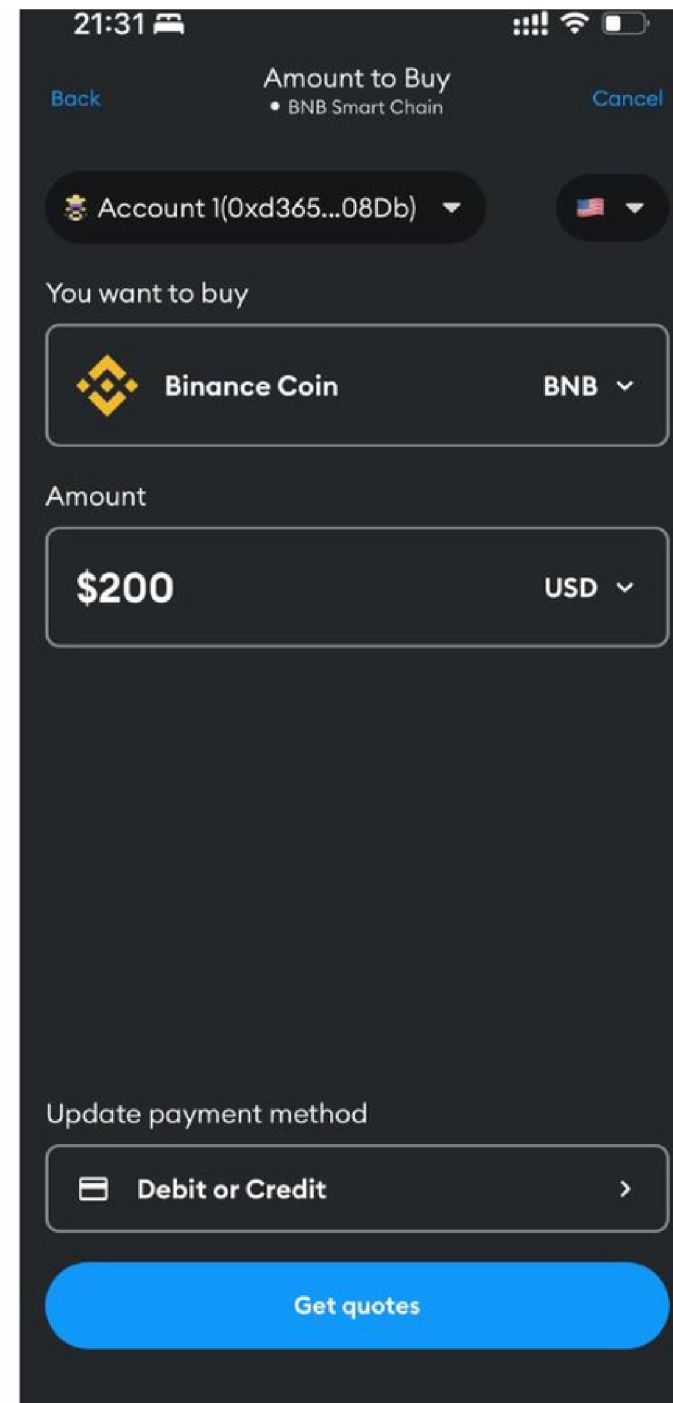 21:31
Amount to Buy
Back
BNB Smart Chain
Cancel
Account 1(0xd365...08Db)
You want to buy
Binance Coin
BNB
Amount
$200
USD
Update payment method
Debit or Credit
Get quotes